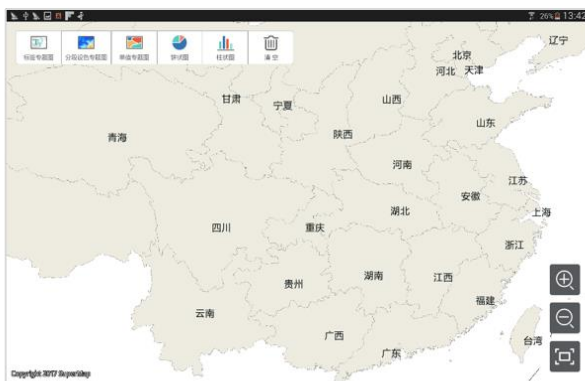 26% 13:42
标签专题图 分段设色专题图 单值专题图 饼状图 柱状图 清空
辽宁
北京
河北 天津
甘肃 宁夏 山西
山东
青海 陕西
河南
江苏
安徽
湖北 上海
四川 重庆
浙江
湖南 江西
贵州
福建
云南
广西 台湾
广东
Copyright 2017 SuperMap